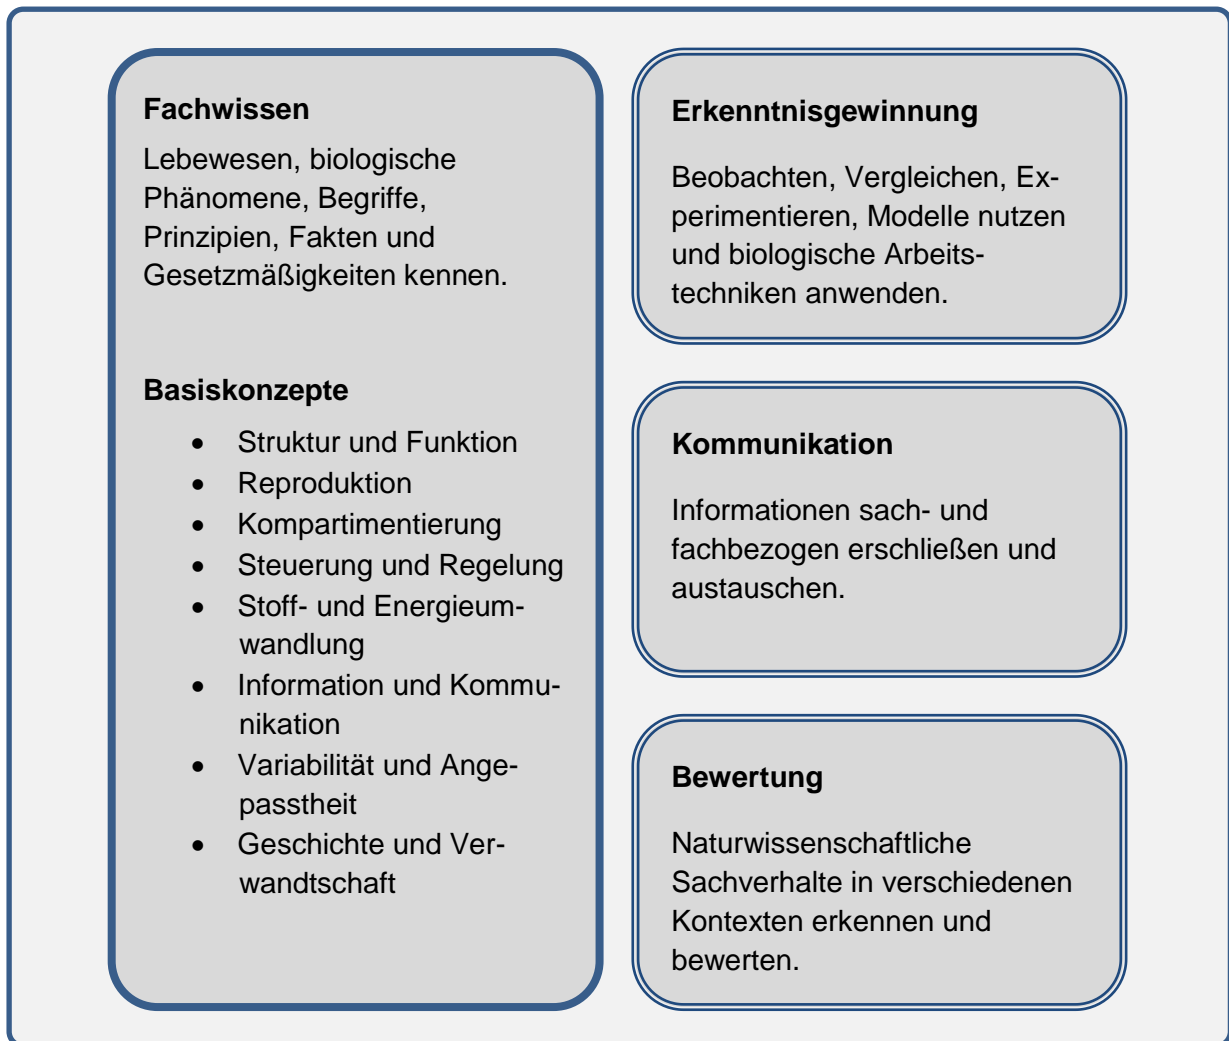 Fachwissen
Lebewesen, biologische
Phänomene, Begriffe,
Prinzipien, Fakten und
Gesetzmäßigkeiten kennen.
Basiskonzepte
• Struktur und Funktion
• Reproduktion
• Kompartimentierung
• Steuerung und Regelung
• Stoff- und Energieum-
wandlung
• Information und Kommu-
nikation
• Variabilität und Ange-
passtheit
• Geschichte und Ver-
wandtschaft
Erkenntnisgewinnung
Beobachten, Vergleichen, Ex-
perimentieren, Modelle nutzen
und biologische Arbeits-
techniken anwenden.
Kommunikation
Informationen sach- und
fachbezogen erschließen und
austauschen.
Bewertung
Naturwissenschaftliche
Sachverhalte in verschiedenen
Kontexten erkennen und
bewerten.